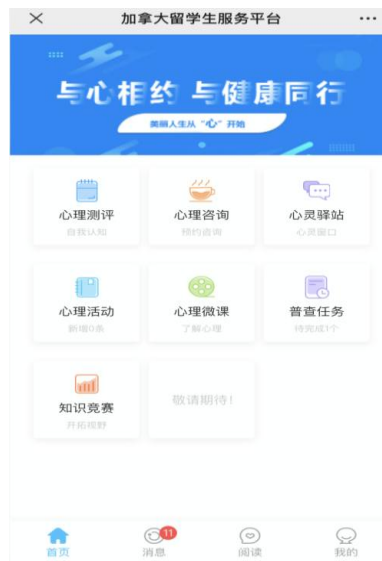 加拿大留学生服务平台
与心相约 与健康同行
美丽人生从“心”开始
心理测评
自我认知
心理咨询
预约咨询
心灵驿站
心灵窗口
心理活动
新增0条
心理微课
了解心理
普查任务
待完成1个
知识竞赛
开拓视野
敬请期待!
11
首页
消息
阅读
我的